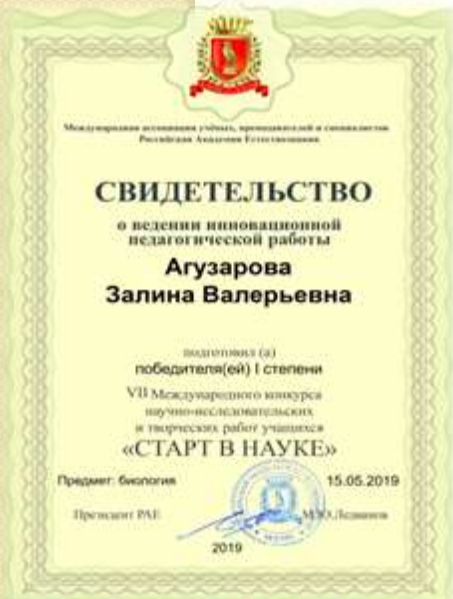 Международная ассоциация учёных, преподавателей и специалистов
Российская Академия Естествознания
СВИДЕТЕЛЬСТВО
о ведении инновационной
педагогической работы
Агузарова
Залина Валерьевна
подготовил (а)
победителя(ей) I степени
VII Международного конкурса
научно-исследовательских
и творческих работ учащихся
«СТАРТ В НАУКЕ»
Предмет: биология 15.05.2019
Президент РАЕ М.Ю.Ледванов
2019